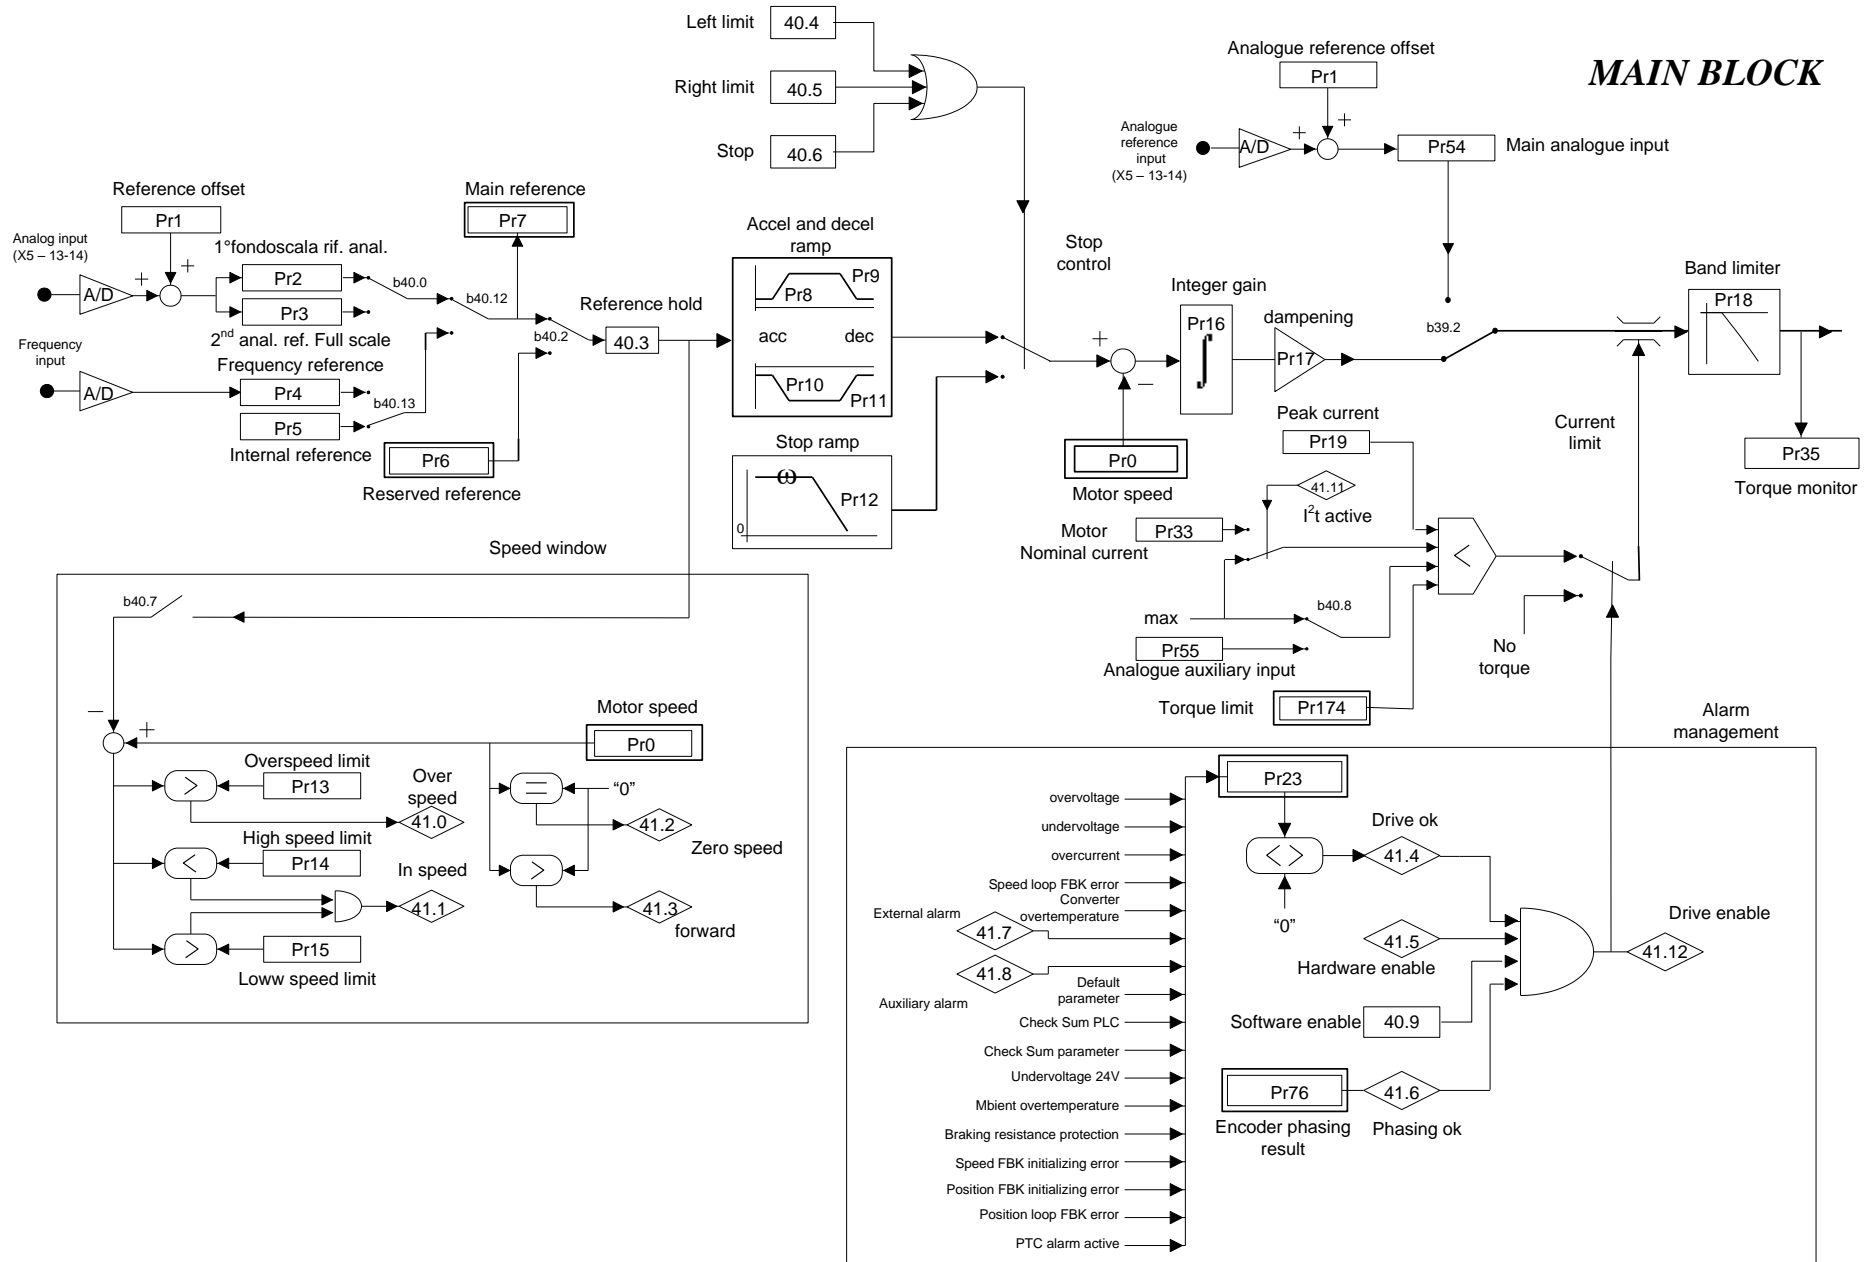 MAIN BLOCK
Left limit
40.4
Right limit
40.5
Stop
40.6
Analogue reference offset
Pr1
Analogue
reference
input
(X5 – 13-14)
A/D
+
+
Pr54
Main analogue input
Reference offset
Pr1
Analog input
(X5 – 13-14)
A/D
+
+
1°fondoscala rif. anal.
Pr2
Pr3
2nd anal. ref. Full scale
b40.0
Main reference
Pr7
b40.12
b40.2
Reference hold
40.3
Frequency
input
A/D
Frequency reference
Pr4
Pr5
Internal reference
b40.13
Pr6
Reserved reference
Accel and decel
ramp
Pr9
Pr8
acc
dec
Pr10
Pr11
Stop ramp
ω
Pr12
0
Stop
control
+
–
Pr0
Motor speed
Integer gain
Pr16
∫
dampening
Pr17
b39.2
Band limiter
Pr18
Current
limit
Pr35
Torque monitor
Peak current
Pr19
41.11
I2t active
Motor
Nominal current
Pr33
max
b40.8
Pr55
Analogue auxiliary input
Torque limit
Pr174
<
No
torque
Speed window
b40.7
–
+
Motor speed
Pr0
Overspeed limit
>
Pr13
Over
speed
41.0
High speed limit
<
Pr14
In speed
41.1
>
Pr15
Loww speed limit
=
“0”
41.2
Zero speed
>
41.3
forward
Alarm
management
overvoltage
undervoltage
overcurrent
Speed loop FBK error
Converter
overtemperature
External alarm
41.7
41.8
Auxiliary alarm
Default
parameter
Check Sum PLC
Check Sum parameter
Undervoltage 24V
Mbient overtemperature
Braking resistance protection
Speed FBK initializing error
Position FBK initializing error
Position loop FBK error
PTC alarm active
Pr23
< >
“0”
Drive ok
41.4
41.5
Hardware enable
Software enable
40.9
Pr76
Encoder phasing
result
41.6
Phasing ok
Drive enable
41.12